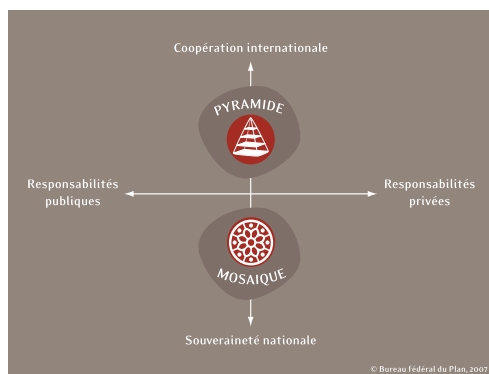 Coopération internationale
PYRAMIDE
Responsabilités
publiques
Responsabilités
privées
MOSAIQUE
Souveraineté nationale
© Bureau fédéral du Plan, 2007